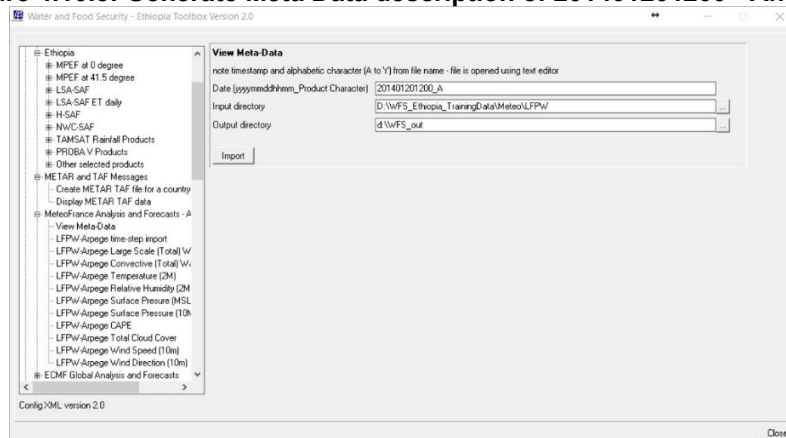 Water and Food Security - Ethiopia Toolbox Version 2.0
Ethiopia
MPEF at 0 degree
MPEF at 41.5 degree
LSA-SAF
LSA-SAF ET daily
H-SAF
NWC-SAF
TAMSAT Rainfall Products
PROBA V Products
Other selected products
METAR and TAF Messages
Create METAR TAF file for a country
Display METAR TAF data
MeteoFrance Analysis and Forecasts - A
View Meta-Data
LFPW-Arpege time-step import
LFPW-Arpege Large Scale (Total) W
LFPW-Arpege Convective (Total) Wa
LFPW-Arpege Temperature (2M)
LFPW-Arpege Relative Humidity (2M
LFPW-Arpege Surface Presure (MSL
LFPW-Arpege Surface Pressure (10M
LFPW-Arpege CAPE
LFPW-Arpege Total Cloud Cover
LFPW-Arpege Wind Speed (10m)
LFPW-Arpege Wind Direction (10m)
ECMF Global Analysis and Forecasts
Config XML version 2.0
View Meta-Data
note timestamp and alphabetic character (A to Y) from file name - file is opened using text editor
Date (yyyymmddhhmm_Product Character) 201401201200_A
Input directory D:\WFS_Ethiopia_TrainingData\Meteo\LFPW ...
Output directory d:\WFS_out ...
Import
Close